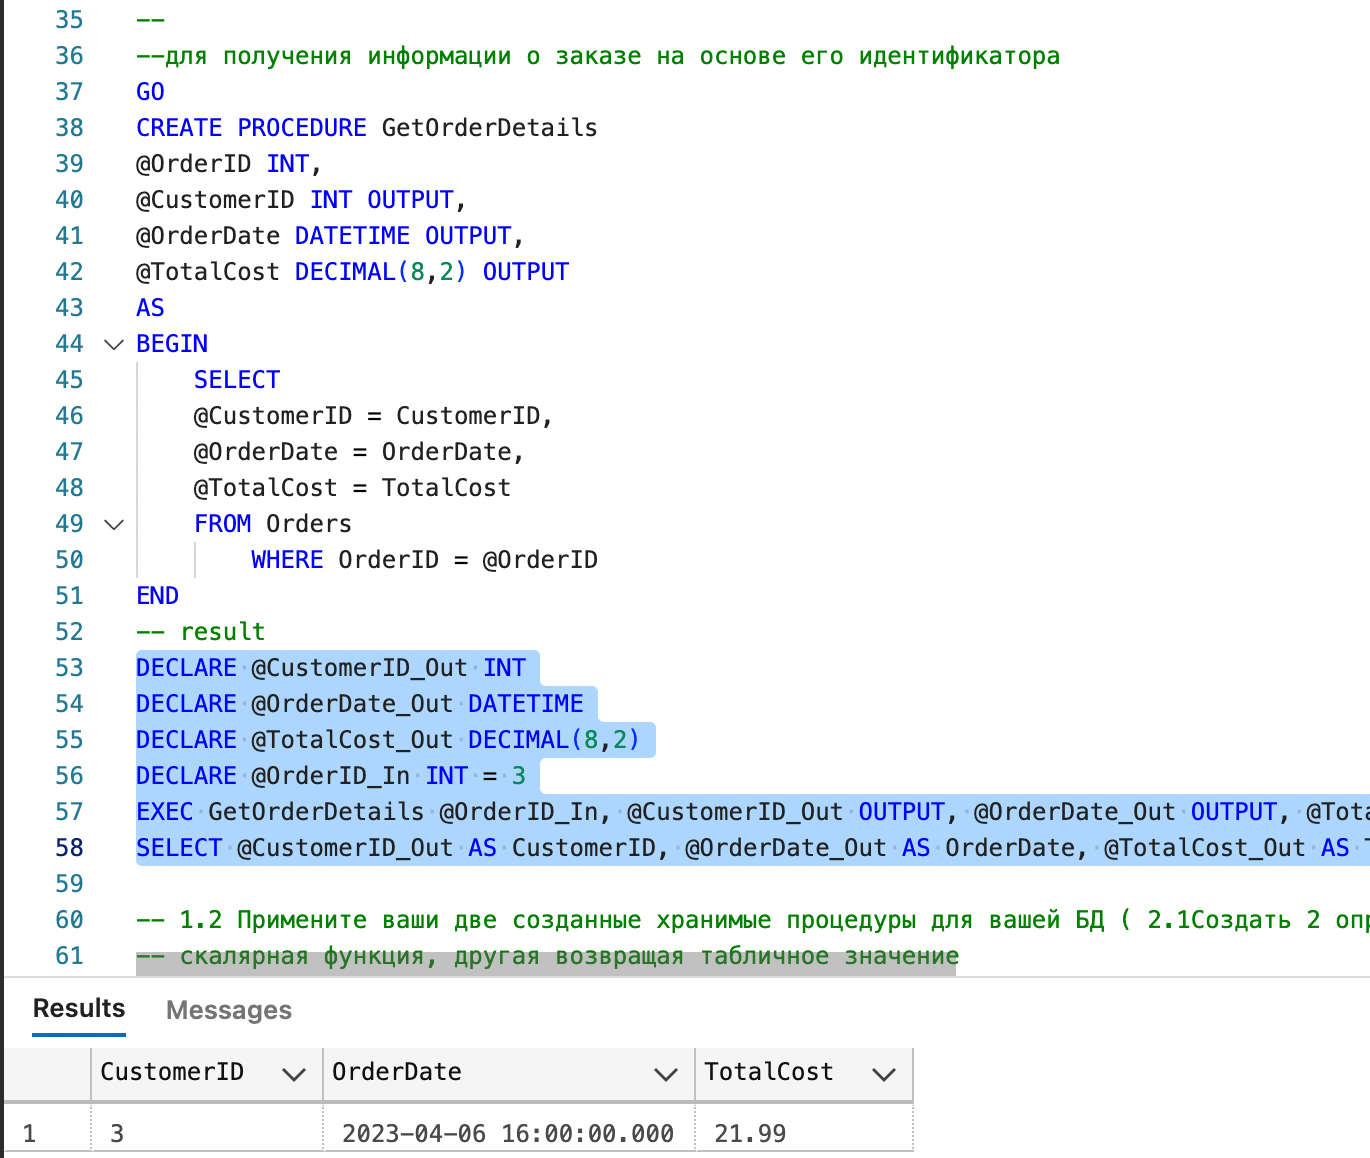 35 --
36 --для получения информации о заказе на основе его идентификатора
37 GO
38 CREATE PROCEDURE GetOrderDetails
39 @OrderID INT,
40 @CustomerID INT OUTPUT,
41 @OrderDate DATETIME OUTPUT,
42 @TotalCost DECIMAL(8,2) OUTPUT
43 AS
44 BEGIN
45 SELECT
46 @CustomerID = CustomerID,
47 @OrderDate = OrderDate,
48 @TotalCost = TotalCost
49 FROM Orders
50 WHERE OrderID = @OrderID
51 END
52 -- result
53 DECLARE @CustomerID_Out INT
54 DECLARE @OrderDate_Out DATETIME
55 DECLARE @TotalCost_Out DECIMAL(8,2)
56 DECLARE @OrderID_In INT = 3
57 EXEC GetOrderDetails @OrderID_In, @CustomerID_Out OUTPUT, @OrderDate_Out OUTPUT, @Tota
58 SELECT @CustomerID_Out AS CustomerID, @OrderDate_Out AS OrderDate, @TotalCost_Out AS
59
60 -- 1.2 Примените ваши две созданные хранимые процедуры для вашей БД ( 2.1Создать 2 опр
61 -- скалярная функция, другая возвращая табличное значение
Results Messages
CustomerID OrderDate TotalCost
1 3 2023-04-06 16:00:00.000 21.99